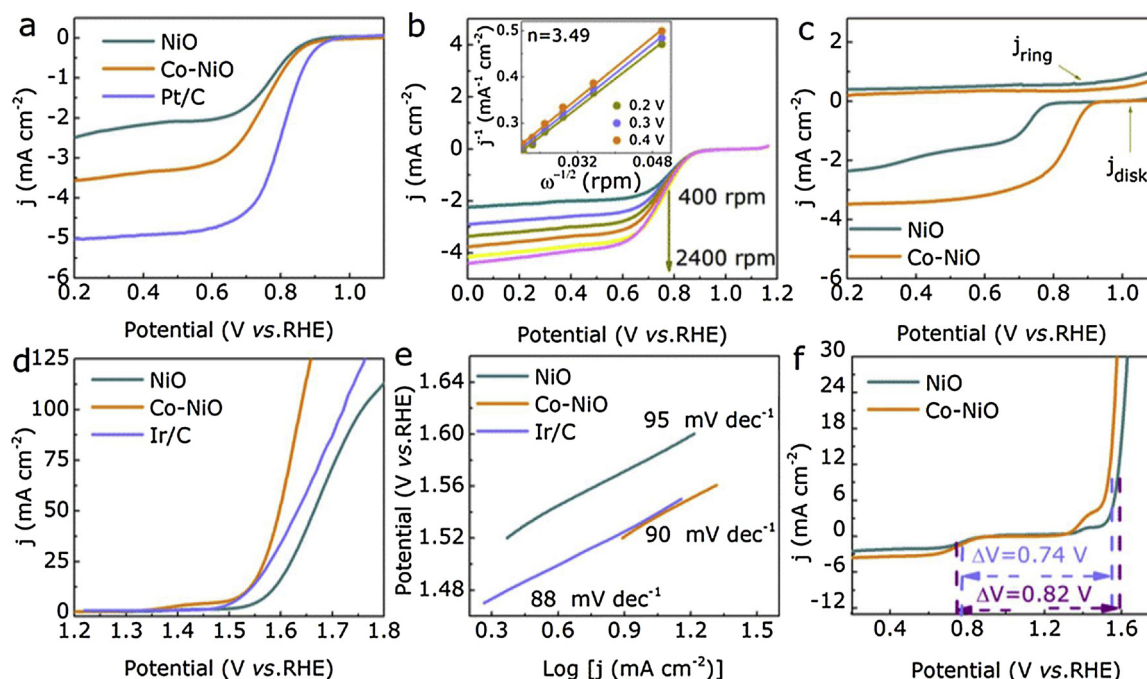 a
NiO
Co-NiO
Pt/C
j (mA cm⁻²)
0
-1
-2
-3
-4
-5
-6
0.2 0.4 0.6 0.8 1.0
Potential (V vs.RHE)
b
n=3.49
j⁻¹ (mA⁻¹ cm⁻²)
0.5
0.4
0.3
0.2 V
0.3 V
0.4 V
0.032 0.048
ω⁻¹/² (rpm)
400 rpm
2400 rpm
j (mA cm⁻²)
4
2
0
-2
-4
0.0 0.2 0.4 0.6 0.8 1.0 1.2
Potential (V vs.RHE)
c
j_ring
j_disk
NiO
Co-NiO
j (mA cm⁻²)
2
0
-2
-4
-6
0.2 0.4 0.6 0.8 1.0
Potential (V vs.RHE)
d
NiO
Co-NiO
Ir/C
j (mA cm⁻²)
125
100
75
50
25
0
1.2 1.3 1.4 1.5 1.6 1.7 1.8
Potential (V vs.RHE)
e
NiO
Co-NiO
Ir/C
95 mV dec⁻¹
90 mV dec⁻¹
88 mV dec⁻¹
Potential (V vs.RHE)
1.64
1.60
1.56
1.52
1.48
0.3 0.6 0.9 1.2 1.5
Log [j (mA cm⁻²)]
f
NiO
Co-NiO
ΔV=0.74 V
ΔV=0.82 V
j (mA cm⁻²)
30
24
18
12
6
0
-6
-12
0.4 0.8 1.2 1.6
Potential (V vs.RHE)